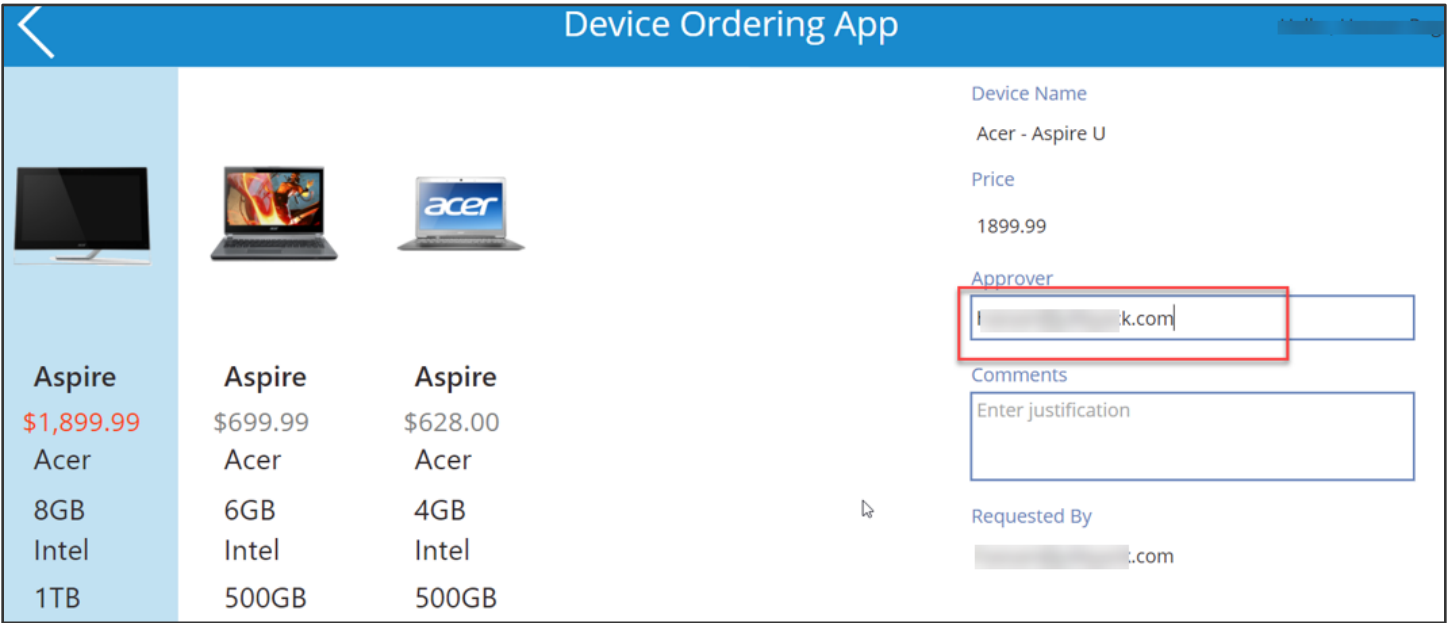 Device Ordering App
Device Name
Acer - Aspire U
Price
1899.99
Approver
k.com
Comments
Enter justification
Requested By
.com
acer
Aspire Aspire Aspire
$1,899.99 $699.99 $628.00
Acer Acer Acer
8GB 6GB 4GB
Intel Intel Intel
1TB 500GB 500GB